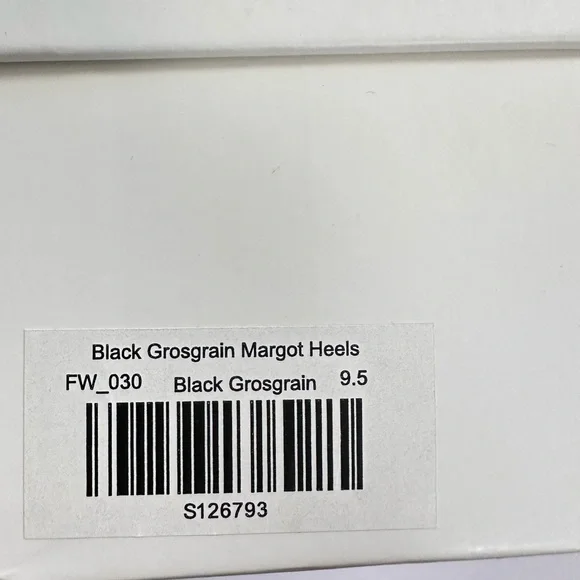 Black Grosgrain Margot Heels
FW_030 Black Grosgrain 9.5
S126793